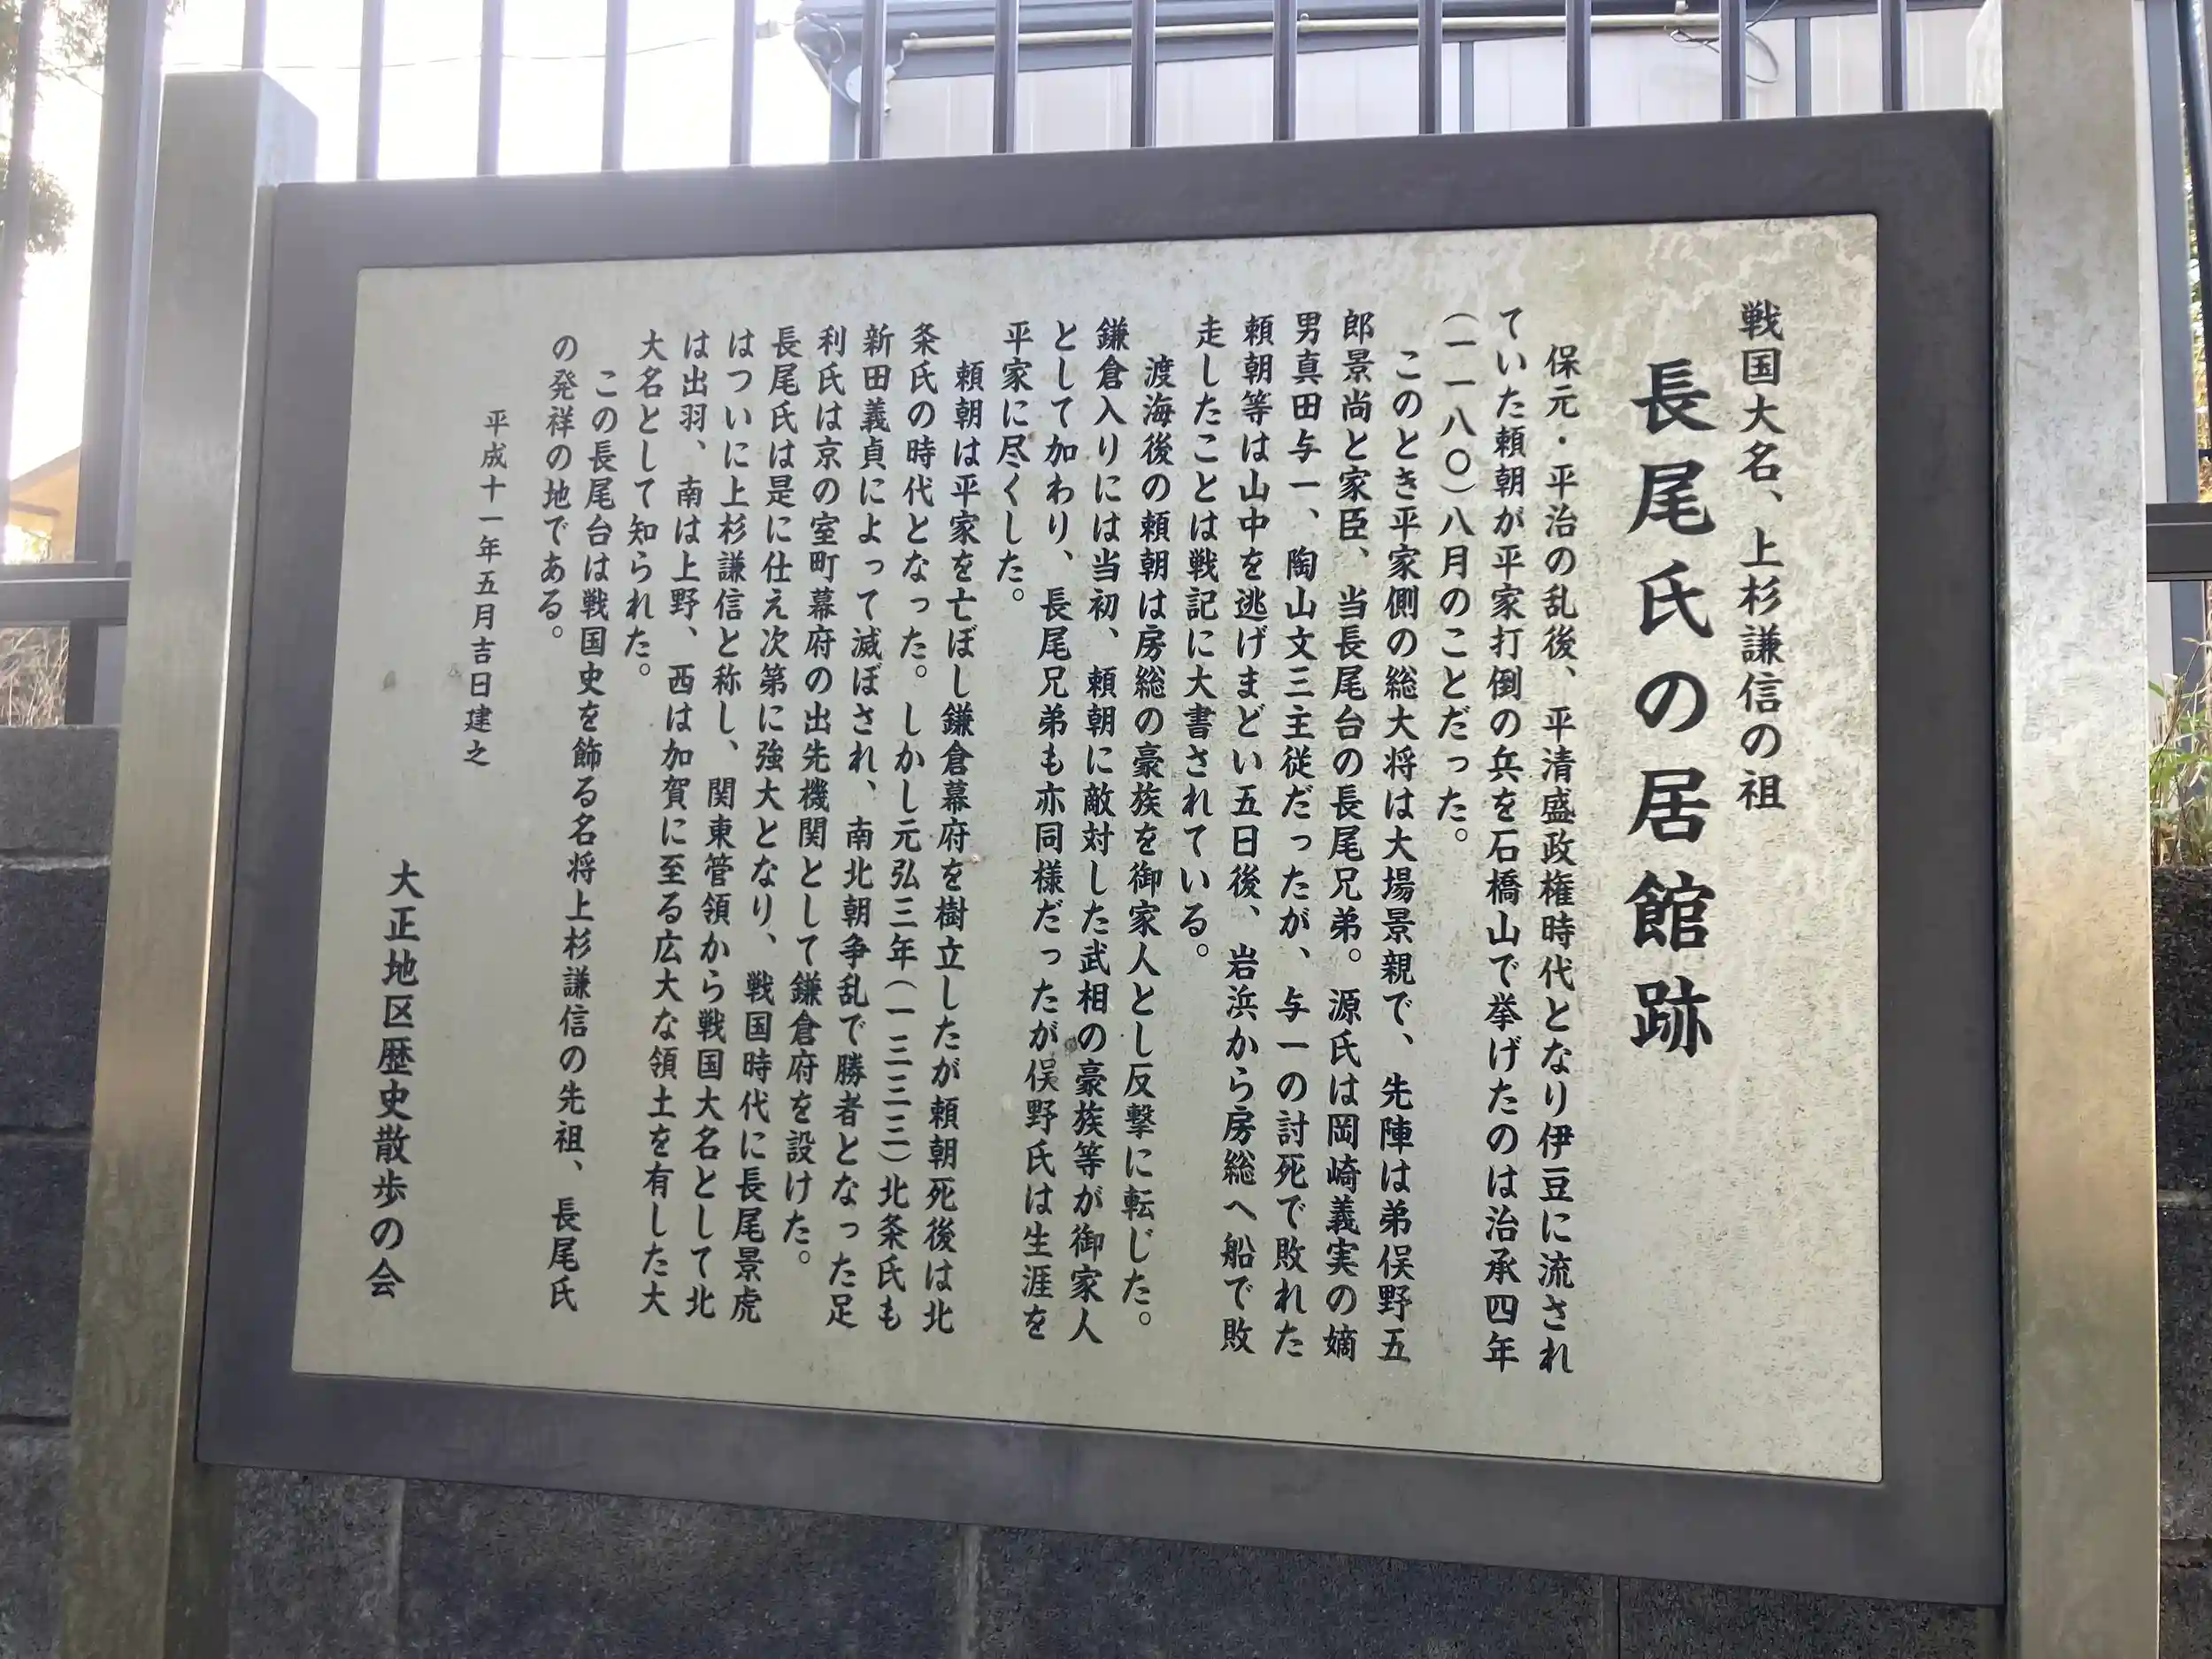 戦国大名、上杉謙信の祖
長尾氏の居館跡
保元・平治の乱後、平清盛政権時代となり伊豆に流され
ていた頼朝が平家打倒の兵を石橋山で挙げたのは治承四年
(一一八〇)八月のことだった。
このとき平家側の総大将は大場景親で、先陣は弟俣野五
郎景尚と家臣、当長尾台の長尾兄弟。源氏は岡崎義実の嫡
男真田与一、陶山文三主従だったが、与一の討死で敗れた
頼朝等は山中を逃げまどい五日後、岩浜から房総へ船で敗
走したことは戦記に大書されている。
渡海後の頼朝は房総の豪族を御家人とし反撃に転じた。
鎌倉入りには当初、頼朝に敵対した武相の豪族等が御家人
として加わり、長尾兄弟も亦同様だったが俣野氏は生涯を
平家に尽くした。
頼朝は平家を亡ぼし鎌倉幕府を樹立したが頼朝死後は北
条氏の時代となった。しかし元弘三年(一三三三)北条氏も
新田義貞によって滅ぼされ、南北朝争乱で勝者となった足
利氏は京の室町幕府の出先機関として鎌倉府を設けた。
長尾氏は是に仕え次第に強大となり、戦国時代に長尾景虎
はついに上杉謙信と称し、関東管領から戦国大名として北
は出羽、南は上野、西は加賀に至る広大な領土を有した大
大名として知られた。
この長尾台は戦国史を飾る名将上杉謙信の先祖、長尾氏
の発祥の地である。
平成十一年五月吉日建之
大正地区歴史散歩の会